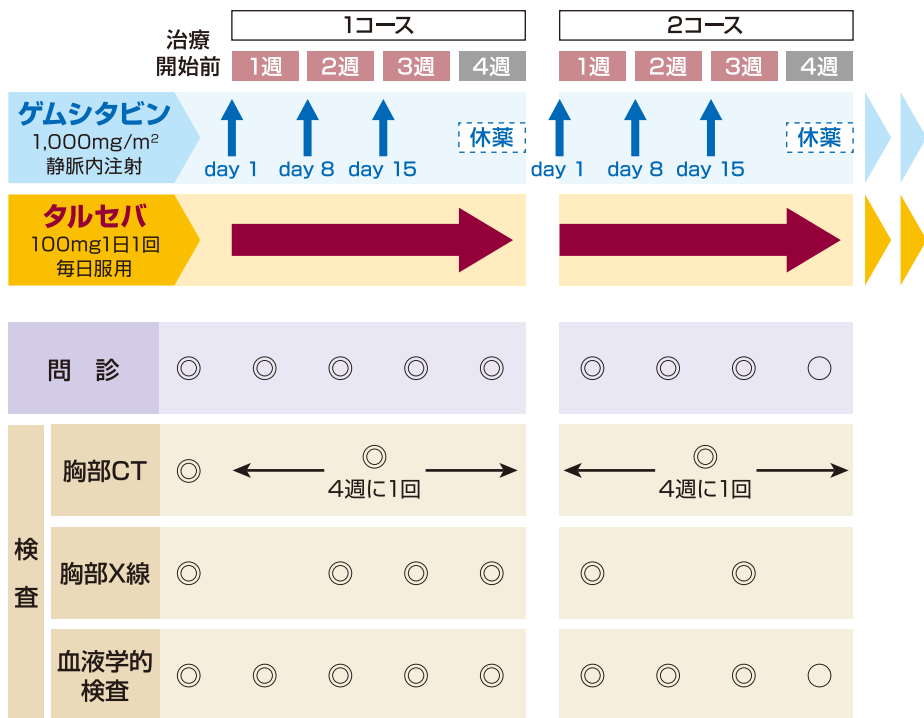 1コース
2コース
治療
開始前
1週
2週
3週
4週
1週
2週
3週
4週
ゲムシタビン
1,000mg/m²
静脈内注射
day 1
day 8
day 15
休薬
day 1
day 8
day 15
休薬
タルセバ
100mg1日1回
毎日服用
問 診
◎ ◎ ◎ ◎ ◎ ◎ ◎ ◎ ○
検査
胸部CT
◎ ◎ ◎
4週に1回
4週に1回
胸部X線
◎ ◎ ◎ ◎ ◎ ◎
血液学的
検査
◎ ◎ ◎ ◎ ◎ ◎ ◎ ◎ ○